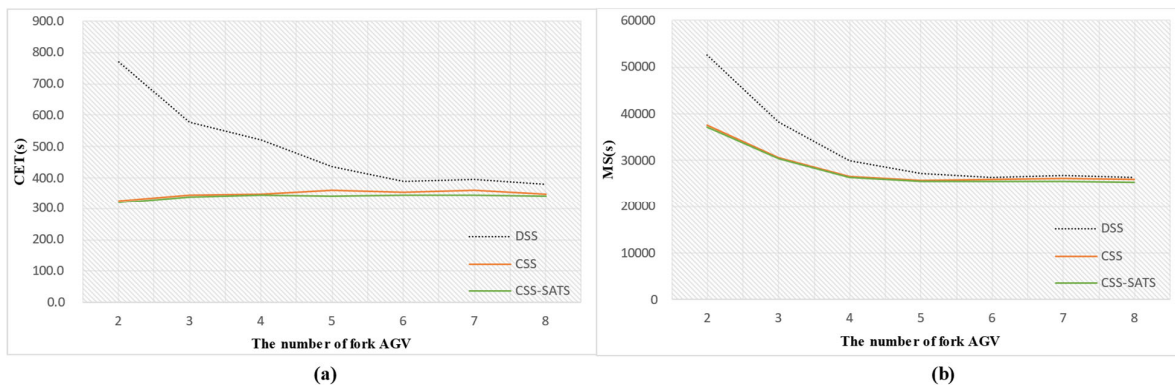 900.0
800.0
700.0
600.0
500.0
400.0
300.0
200.0
100.0
0.0
CET(s)
DSS
CSS
CSS-SATS
2 3 4 5 6 7 8
The number of fork AGV
(a)
60000
50000
40000
30000
20000
10000
0
MS(s)
DSS
CSS
CSS-SATS
2 3 4 5 6 7 8
The number of fork AGV
(b)